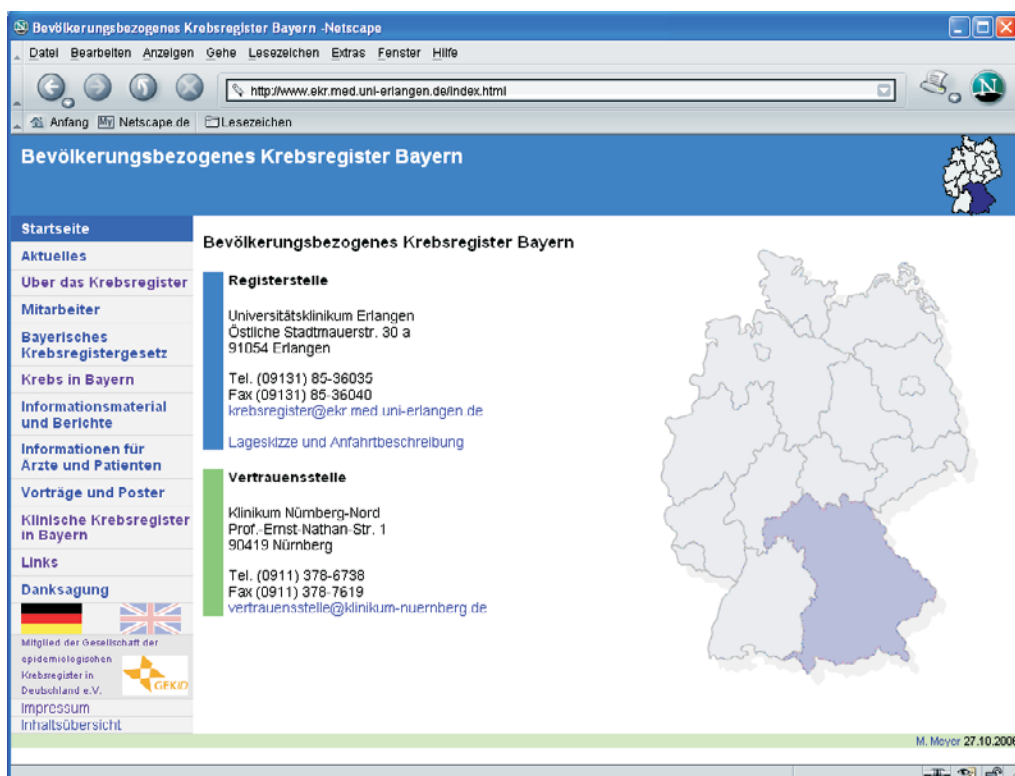 Bevölkerungsbezogenes Krebsregister Bayern -Netscape
Datei Bearbeiten Anzeigen Gehe Lesezeichen Extras Fenster Hilfe
http://www.ekr.med.uni-erlangen.de/index.html
N
Anfang My Netscape.de Lesezeichen
Bevölkerungsbezogenes Krebsregister Bayern
Startseite
Aktuelles
Über das Krebsregister
Mitarbeiter
Bayerisches
Krebsregistergesetz
Krebs in Bayern
Informationsmaterial
und Berichte
Informationen für
Ärzte und Patienten
Vorträge und Poster
Klinische Krebsregister
in Bayern
Links
Danksagung
Mitglied der Gesellschaft der
epidemiologischen
Krebsregister in
Deutschland e.V.
GEKID
Impressum
Inhaltsübersicht
Bevölkerungsbezogenes Krebsregister Bayern
Registerstelle
Universitätsklinikum Erlangen
Östliche Stadtmauerstr. 30 a
91054 Erlangen
Tel. (09131) 85-36035
Fax (09131) 85-36040
krebsregister@ekr.med.uni-erlangen.de
Lageskizze und Anfahrtbeschreibung
Vertrauensstelle
Klinikum Nürnberg-Nord
Prof.-Ernst-Nathan-Str. 1
90419 Nürnberg
Tel. (0911) 378-6738
Fax (0911) 378-7619
vertrauensstelle@klinikum-nuernberg.de
M. Meyer 27.10.2006